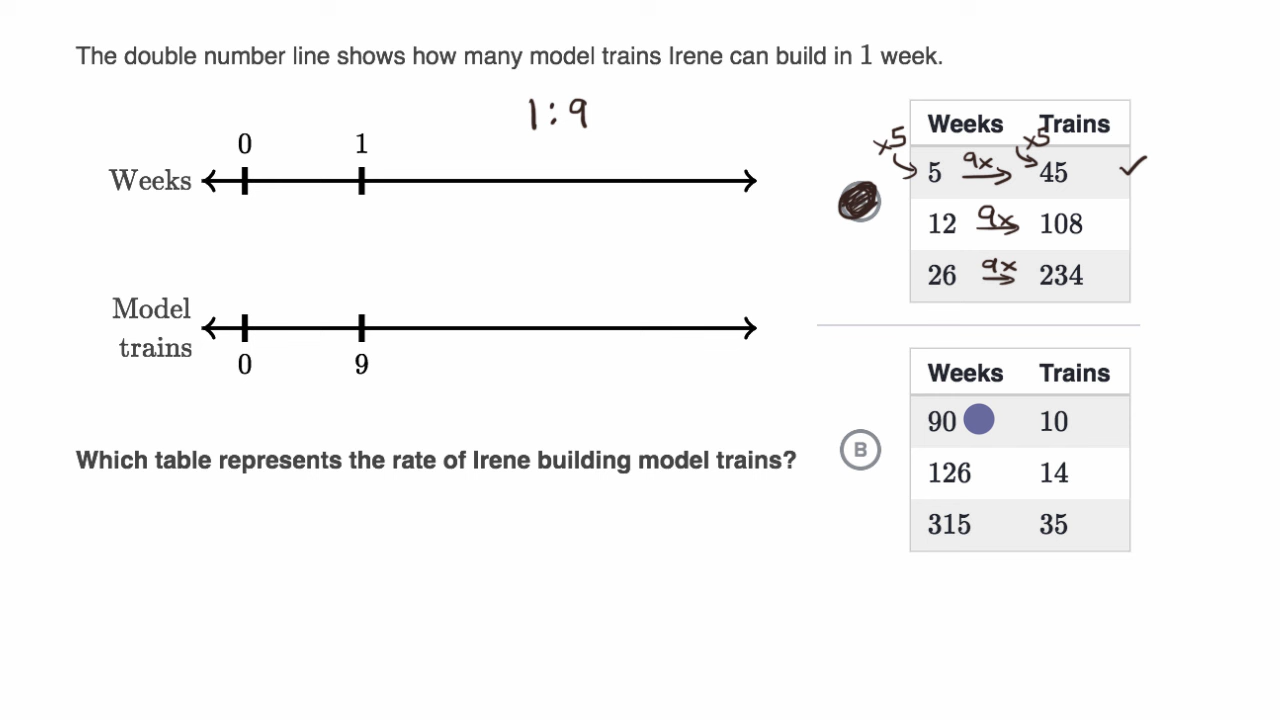 The double number line shows how many model trains Irene can build in 1 week.
1:9
0 1
Weeks
Model
trains
0 9
Which table represents the rate of Irene building model trains?
Weeks Trains
x5 x5
5 9x 45
12 9x 108
26 9x 234
B
Weeks Trains
90 10
126 14
315 35